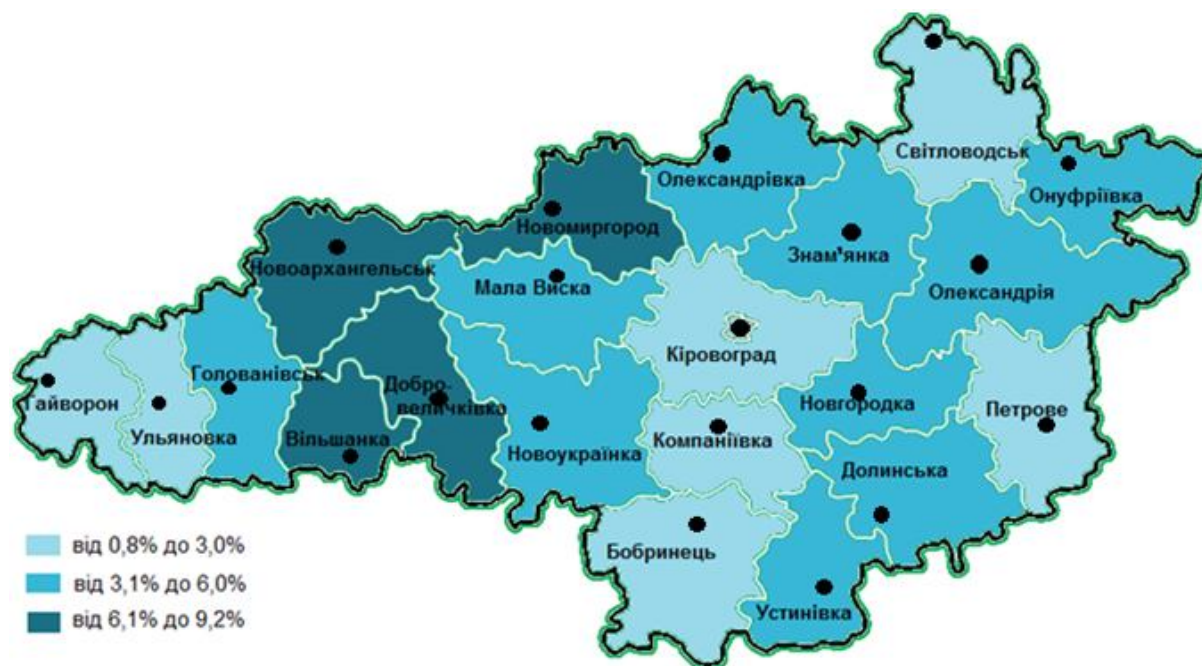 Світловодськ
Олександрівка
Онуфріївка
Новомиргород
Знам'янка
Новоархангельськ
Мала Виска
Олександрія
Кіровоград
Голованівськ
Гайворон
Добро-
величківка
Новгородка
Петрове
Ульяновка
Вільшанка
Компаніївка
Новоукраїнка
Долинська
Бобринець
Устинівка
від 0,8% до 3,0%
від 3,1% до 6,0%
від 6,1% до 9,2%